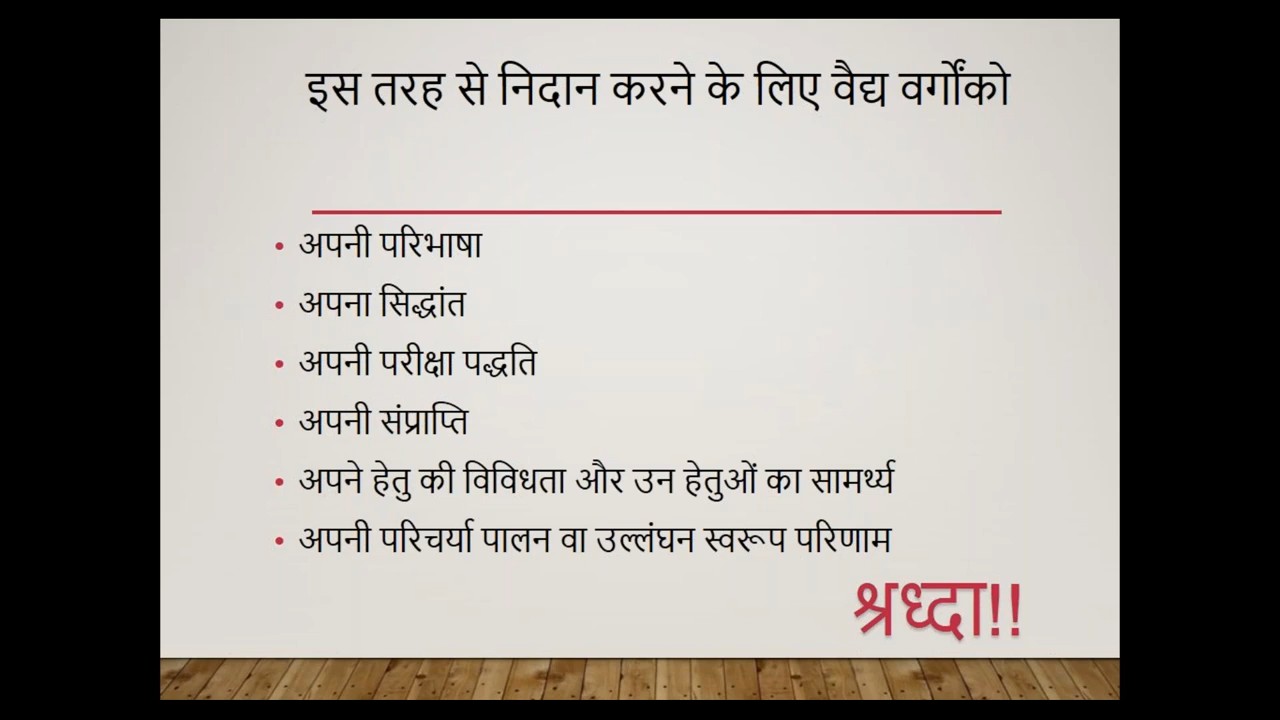 इस तरह से निदान करने के लिए वैद्य वर्गोंको
• अपनी परिभाषा
• अपना सिद्धांत
• अपनी परीक्षा पद्धति
• अपनी संप्राप्ति
• अपने हेतु की विविधता और उन हेतुओं का सामर्थ्य
• अपनी परिचर्या पालन वा उल्लंघन स्वरूप परिणाम
श्रध्दा!!